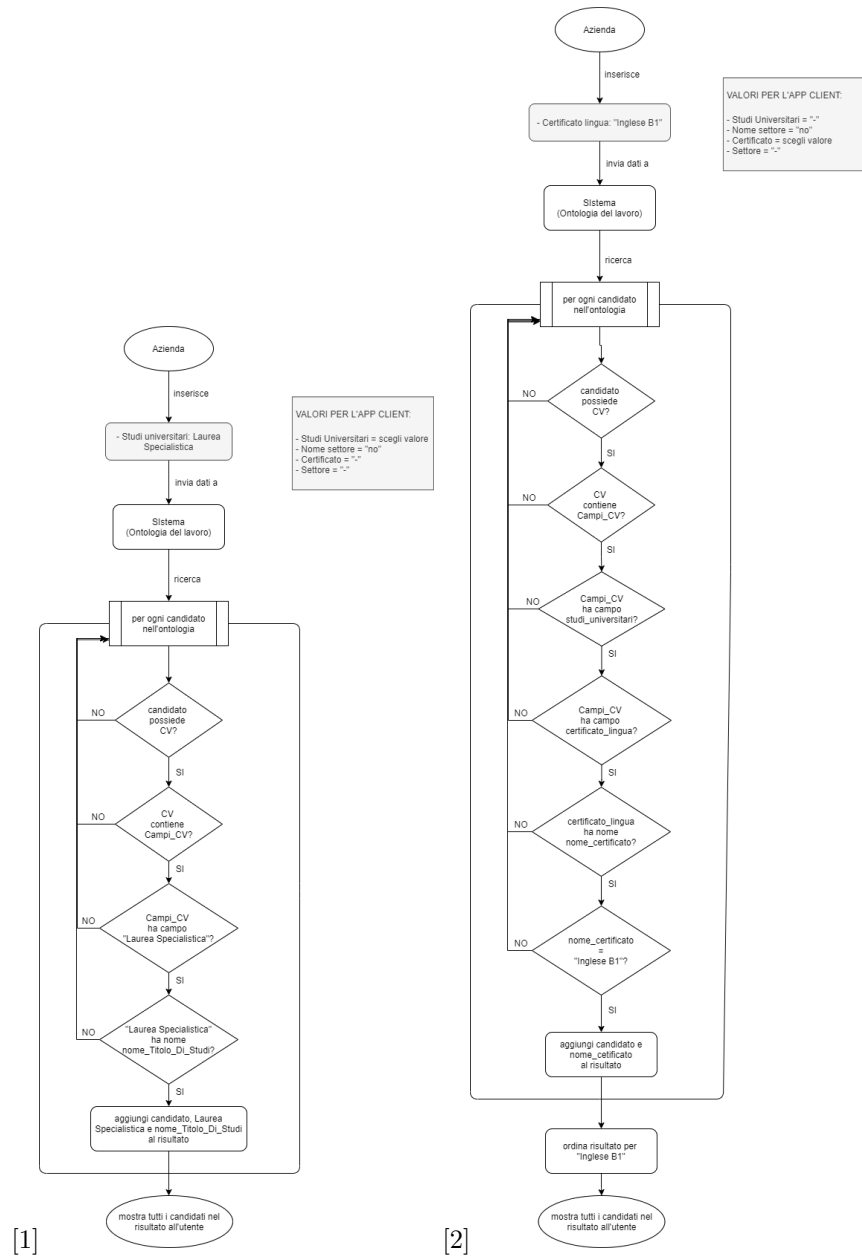 Azienda
inserisce
- Studi universitari: Laurea
Specialistica
VALORI PER L'APP CLIENT:
- Studi Universitari = scegli valore
- Nome settore = "no"
- Certificato = "-"
- Settore = "-"
invia dati a
SIstema
(Ontologia del lavoro)
ricerca
per ogni candidato
nell'ontologia
candidato
possiede
CV?
NO
SI
CV
contiene
Campi_CV?
NO
SI
Campi_CV
ha campo
"Laurea Specialistica"?
NO
SI
"Laurea Specialistica"
ha nome
nome_Titolo_Di_Studi?
NO
SI
aggiungi candidato, Laurea
Specialistica e nome_Titolo_Di_Studi
al risultato
mostra tutti i candidati nel
risultato all'utente
[1]
Azienda
inserisce
- Certificato lingua: "Inglese B1"
VALORI PER L'APP CLIENT:
- Studi Universitari = "-"
- Nome settore = "no"
- Certificato = scegli valore
- Settore = "-"
invia dati a
SIstema
(Ontologia del lavoro)
ricerca
per ogni candidato
nell'ontologia
candidato
possiede
CV?
NO
SI
CV
contiene
Campi_CV?
NO
SI
Campi_CV
ha campo
studi_universitari?
NO
SI
Campi_CV
ha campo
certificato_lingua?
NO
SI
certificato_lingua
ha nome
nome_certificato?
NO
SI
nome_certificato
=
"Inglese B1"?
NO
SI
aggiungi candidato e
nome_cetificato
al risultato
ordina risultato per
"Inglese B1"
mostra tutti i candidati nel
risultato all'utente
[2]